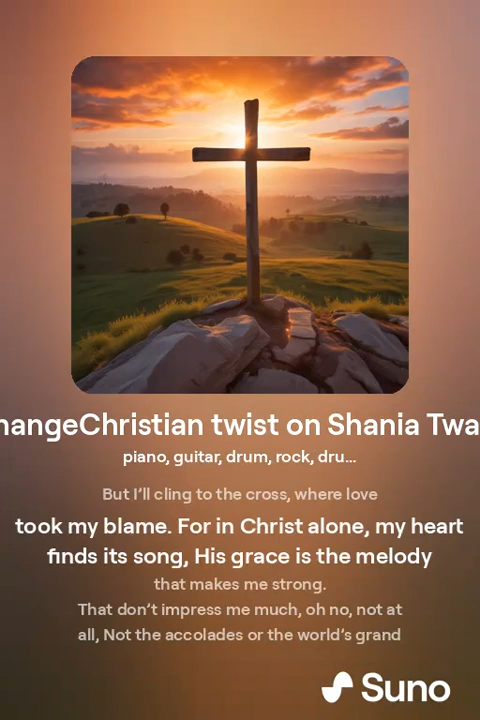 hangeChristian twist on Shania Twa
piano, guitar, drum, rock, dru...
But I'll cling to the cross, where love
took my blame. For in Christ alone, my heart
finds its song, His grace is the melody
that makes me strong.
That don't impress me much, oh no, not at
all, Not the accolades or the world's grand
Suno